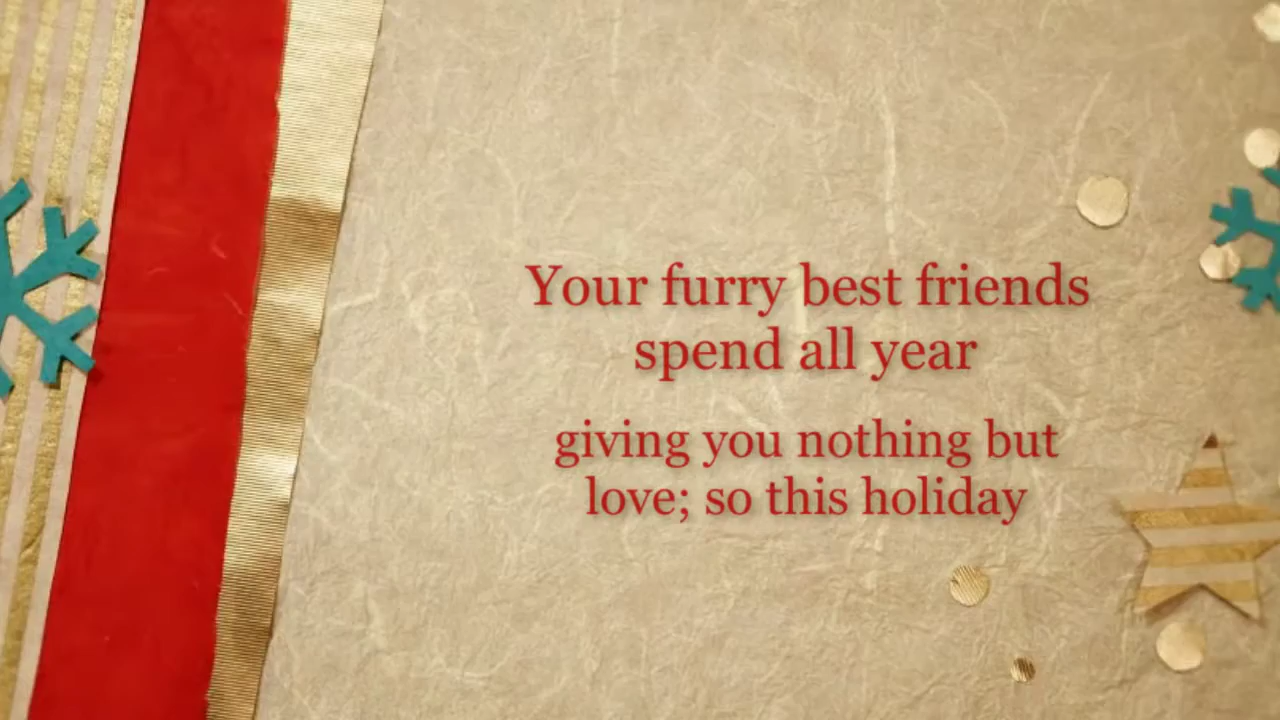 Your furry best friends
spend all year
giving you nothing but
love; so this holiday